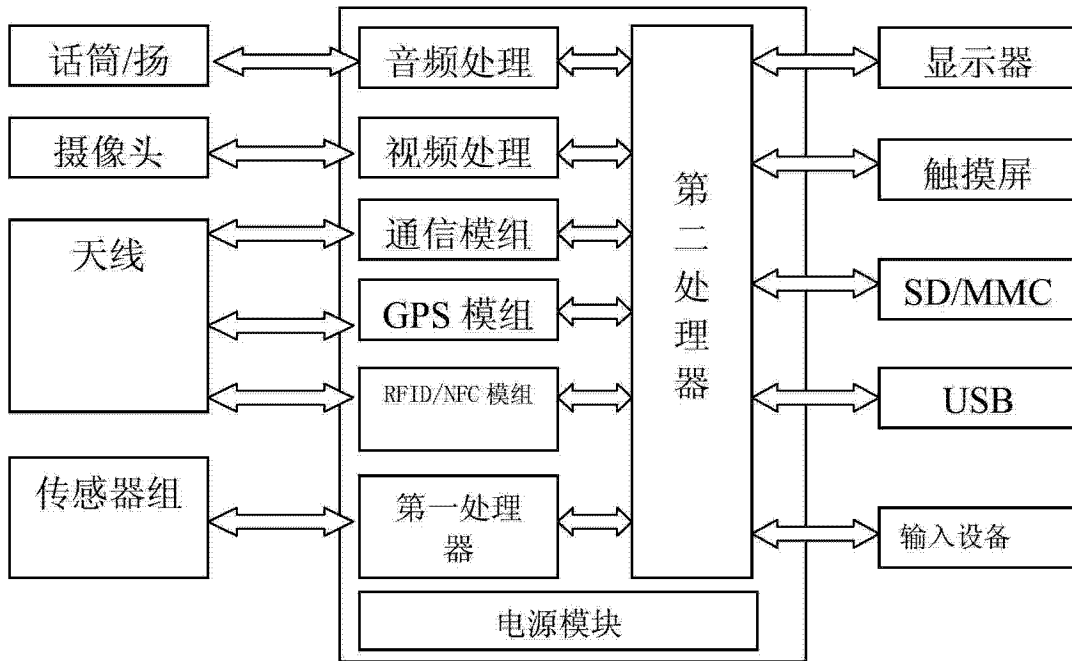 话筒/扬
音频处理
显示器
摄像头
视频处理
触摸屏
天线
通信模组
GPS 模组
RFID/NFC 模组
传感器组
第一处理
器
第
二
处
理
器
SD/MMC
USB
输入设备
电源模块